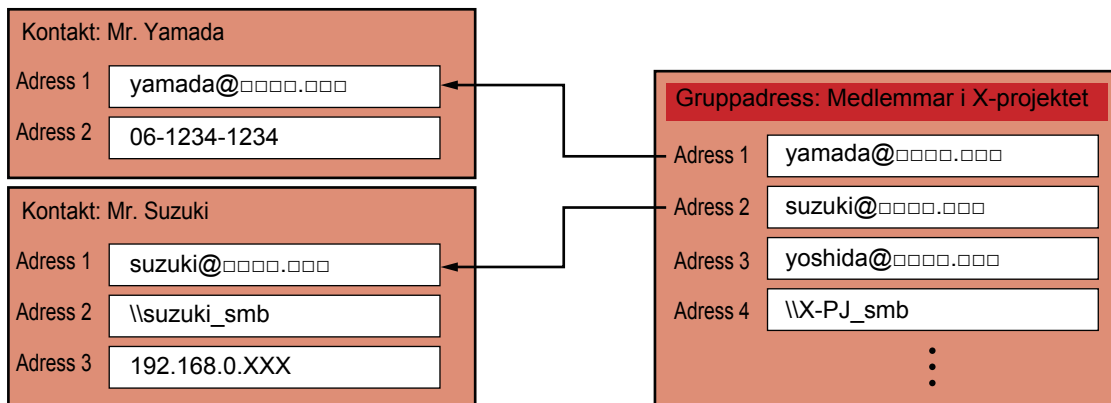 Kontakt: Mr. Yamada
Adress 1 yamada@□□□□.□□□
Adress 2 06-1234-1234
Kontakt: Mr. Suzuki
Adress 1 suzuki@□□□□.□□□
Adress 2 \\suzuki_smb
Adress 3 192.168.0.XXX
Gruppadress: Medlemmar i X-projektet
Adress 1 yamada@□□□□.□□□
Adress 2 suzuki@□□□□.□□□
Adress 3 yoshida@□□□□.□□□
Adress 4 \\X-PJ_smb